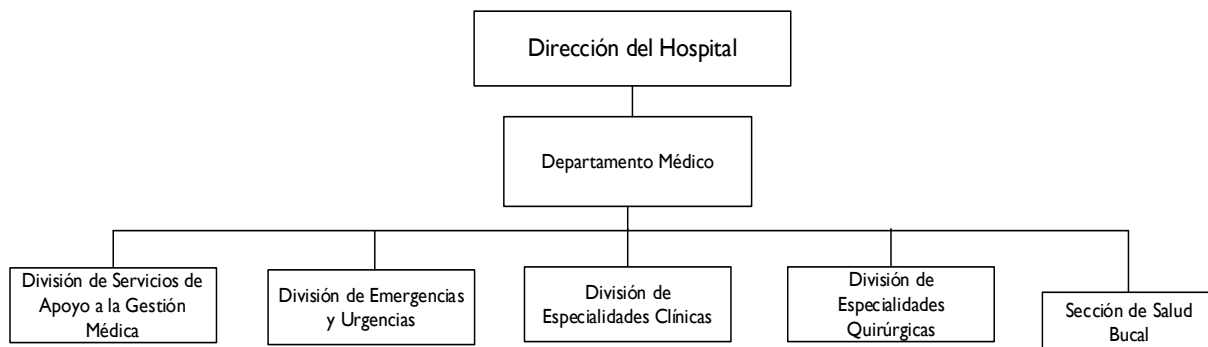 Dirección del Hospital
Departamento Médico
División de Servicios de
Apoyo a la Gestión
Médica
División de Emergencias
y Urgencias
División de
Especialidades Clínicas
División de
Especialidades
Quirúrgicas
Sección de Salud
Bucal